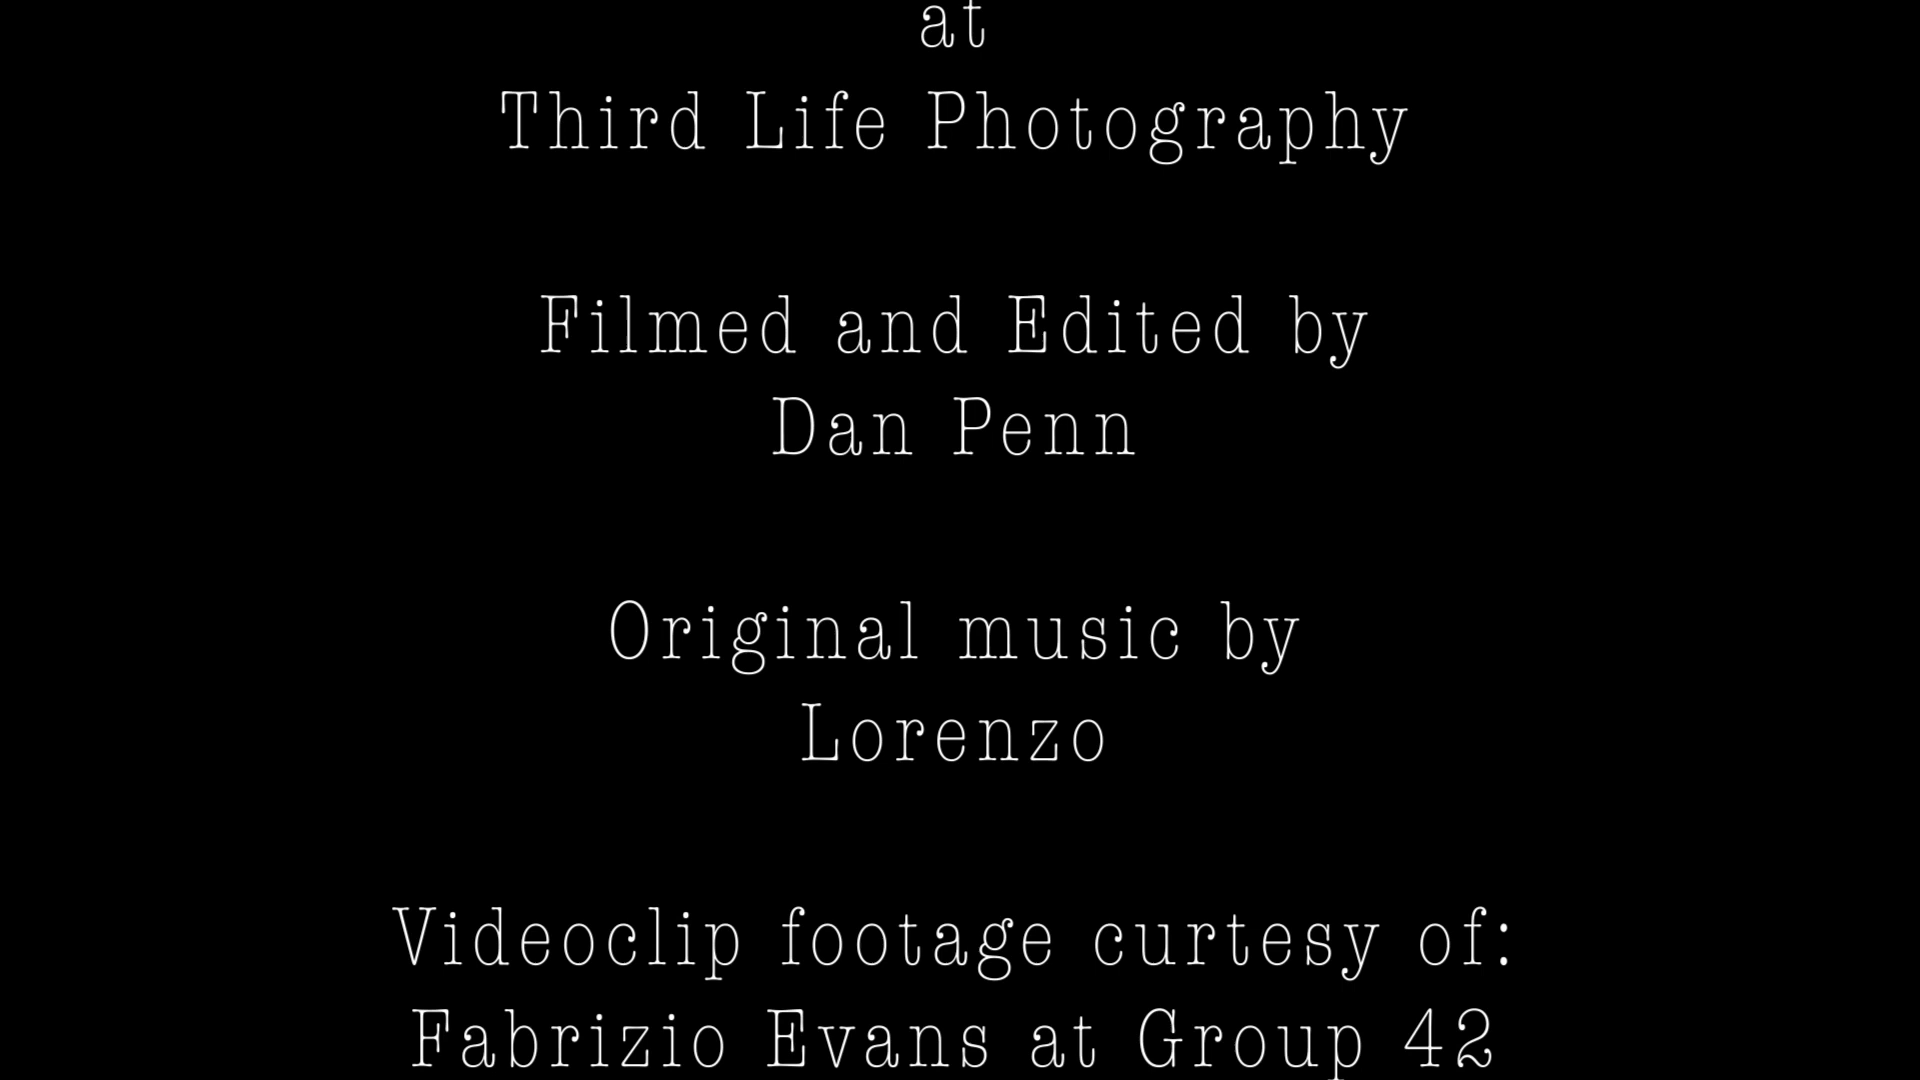 at
Third Life Photography
Filmed and Edited by
Dan Penn
Original music by
Lorenzo
Videoclip footage curtesy of:
Fabrizio Evans at Group 42